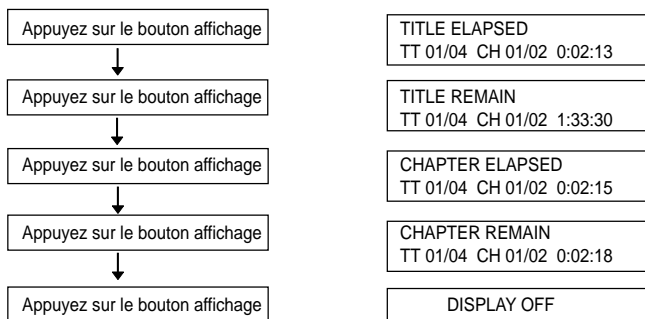 Appuyez sur le bouton affichage
TITLE ELAPSED
TT 01/04 CH 01/02 0:02:13
Appuyez sur le bouton affichage
TITLE REMAIN
TT 01/04 CH 01/02 1:33:30
Appuyez sur le bouton affichage
CHAPTER ELAPSED
TT 01/04 CH 01/02 0:02:15
Appuyez sur le bouton affichage
CHAPTER REMAIN
TT 01/04 CH 01/02 0:02:18
Appuyez sur le bouton affichage
DISPLAY OFF